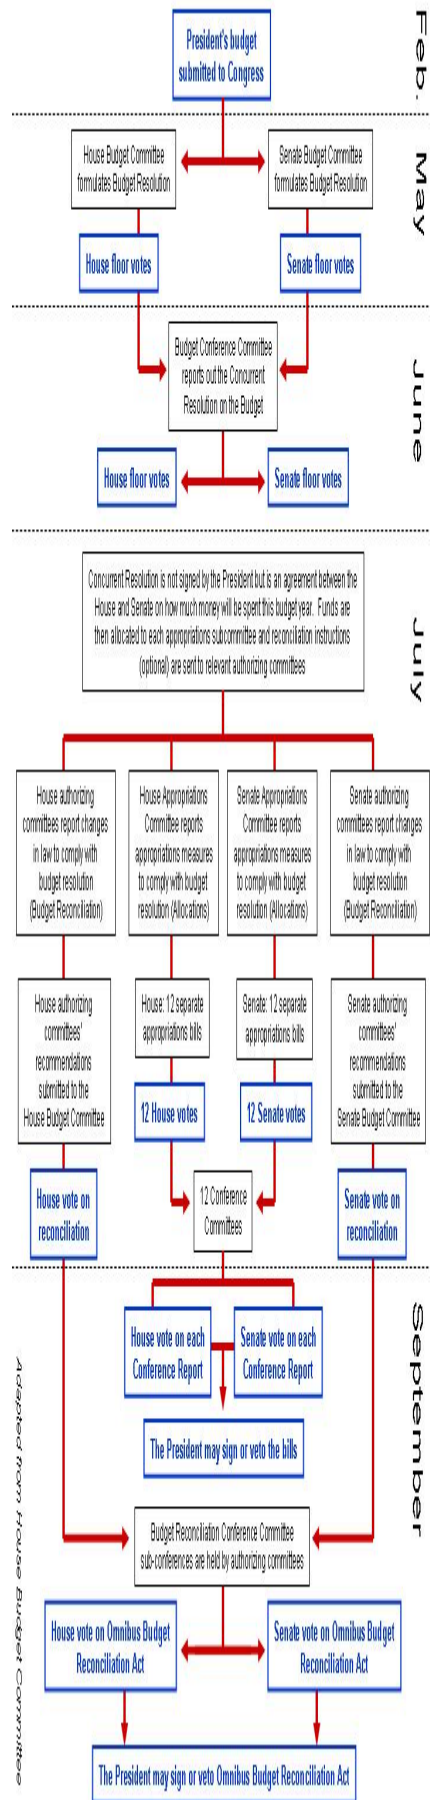 Feb.
President's budget
submitted to Congress
May
House Budget Committee
formulates Budget Resolution
Senate Budget Committee
formulates Budget Resolution
House floor votes
Senate floor votes
June
Budget Conference Committee
reports out the Concurrent
Resolution on the Budget
House floor votes
Senate floor votes
July
Concurrent Resolution is not signed by the President but is an agreement between the
House and Senate on how much money will be spent this budget year. Funds are
then allocated to each appropriations subcommittee and reconciliation instructions
(optional) are sent to relevant authorizing committees
House authorizing
committees report changes
in law to comply with
budget resolution
(Budget Reconciliation)
House Appropriations
Committee reports
appropriations measures
to comply with budget
resolution (Allocations)
Senate Appropriations
Committee reports
appropriations measures
to comply with budget
resolution (Allocations)
Senate authorizing
committees report changes
in law to comply with
budget resolution
(Budget Reconciliation)
House authorizing
committees'
recommendations
submitted to the
House Budget Committee
House: 12 separate
appropriations bills
Senate: 12 separate
appropriations bills
Senate authorizing
committees'
recommendations
submitted to the
Senate Budget Committee
12 House votes
12 Senate votes
House vote on
reconciliation
12 Conference
Committees
Senate vote on
reconciliation
September
House vote on each
Conference Report
Senate vote on each
Conference Report
The President may sign or veto the bills
Budget Reconciliation Conference Committee
sub-conferences are held by authorizing committees
House vote on Omnibus Budget
Reconciliation Act
Senate vote on Omnibus Budget
Reconciliation Act
The President may sign or veto Omnibus Budget Reconciliation Act
Adapted from House Budget Committee